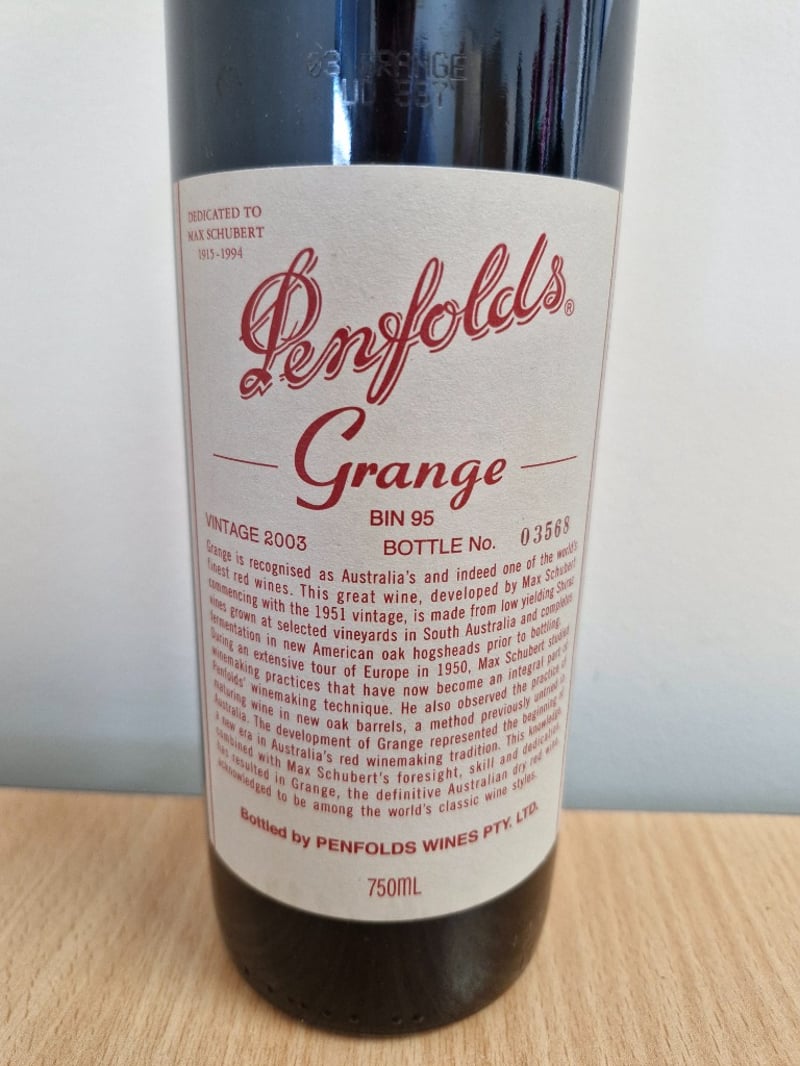 03 GRANGE
DEDICATED TO
MAX SCHUBERT
1915-1994
Penfolds®
Grange
BIN 95
VINTAGE 2003
BOTTLE No. 03568
Grange is recognised as Australia's and indeed one of the world's
finest red wines. This great wine, developed by Max Schubert
commencing with the 1951 vintage, is made from low yielding Shiraz
vines grown at selected vineyards in South Australia and completes
fermentation in new American oak hogsheads prior to bottling.
During an extensive tour of Europe in 1950, Max Schubert studied
winemaking practices that have now become an integral part of
Penfolds' winemaking technique. He also observed the practice of
maturing wine in new oak barrels, a method previously untried in
Australia. The development of Grange represented the beginning of
a new era in Australia's red winemaking tradition. This knowledge,
combined with Max Schubert's foresight, skill and dedication,
has resulted in Grange, the definitive Australian dry red wine,
acknowledged to be among the world's classic wine styles.
Bottled by PENFOLDS WINES PTY. LTD.
750ML